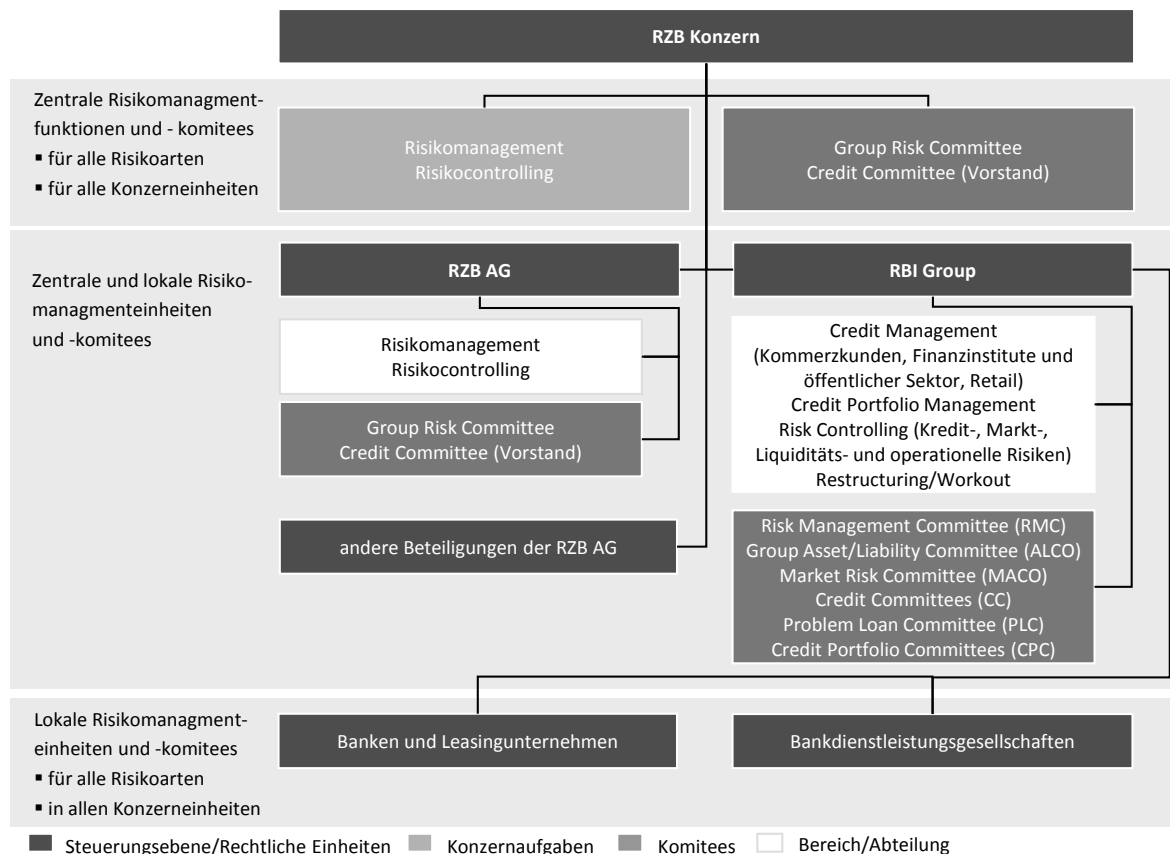 RZB Konzern
Zentrale Risikomanagment-
funktionen und - komitees
▪ für alle Risikoarten
▪ für alle Konzerneinheiten
Risikomanagement
Risikocontrolling
Group Risk Committee
Credit Committee (Vorstand)
Zentrale und lokale Risiko-
managmenteinheiten
und -komitees
RZB AG
Risikomanagement
Risikocontrolling
Group Risk Committee
Credit Committee (Vorstand)
andere Beteiligungen der RZB AG
RBI Group
Credit Management
(Kommerzkunden, Finanzinstitute und
öffentlicher Sektor, Retail)
Credit Portfolio Management
Risk Controlling (Kredit-, Markt-,
Liquiditäts- und operationelle Risiken)
Restructuring/Workout
Risk Management Committee (RMC)
Group Asset/Liability Committee (ALCO)
Market Risk Committee (MACO)
Credit Committees (CC)
Problem Loan Committee (PLC)
Credit Portfolio Committees (CPC)
Lokale Risikomanagment-
einheiten und -komitees
▪ für alle Risikoarten
▪ in allen Konzerneinheiten
Banken und Leasingunternehmen
Bankdienstleistungsgesellschaften
Steuerungsebene/Rechtliche Einheiten
Konzernaufgaben
Komitees
Bereich/Abteilung